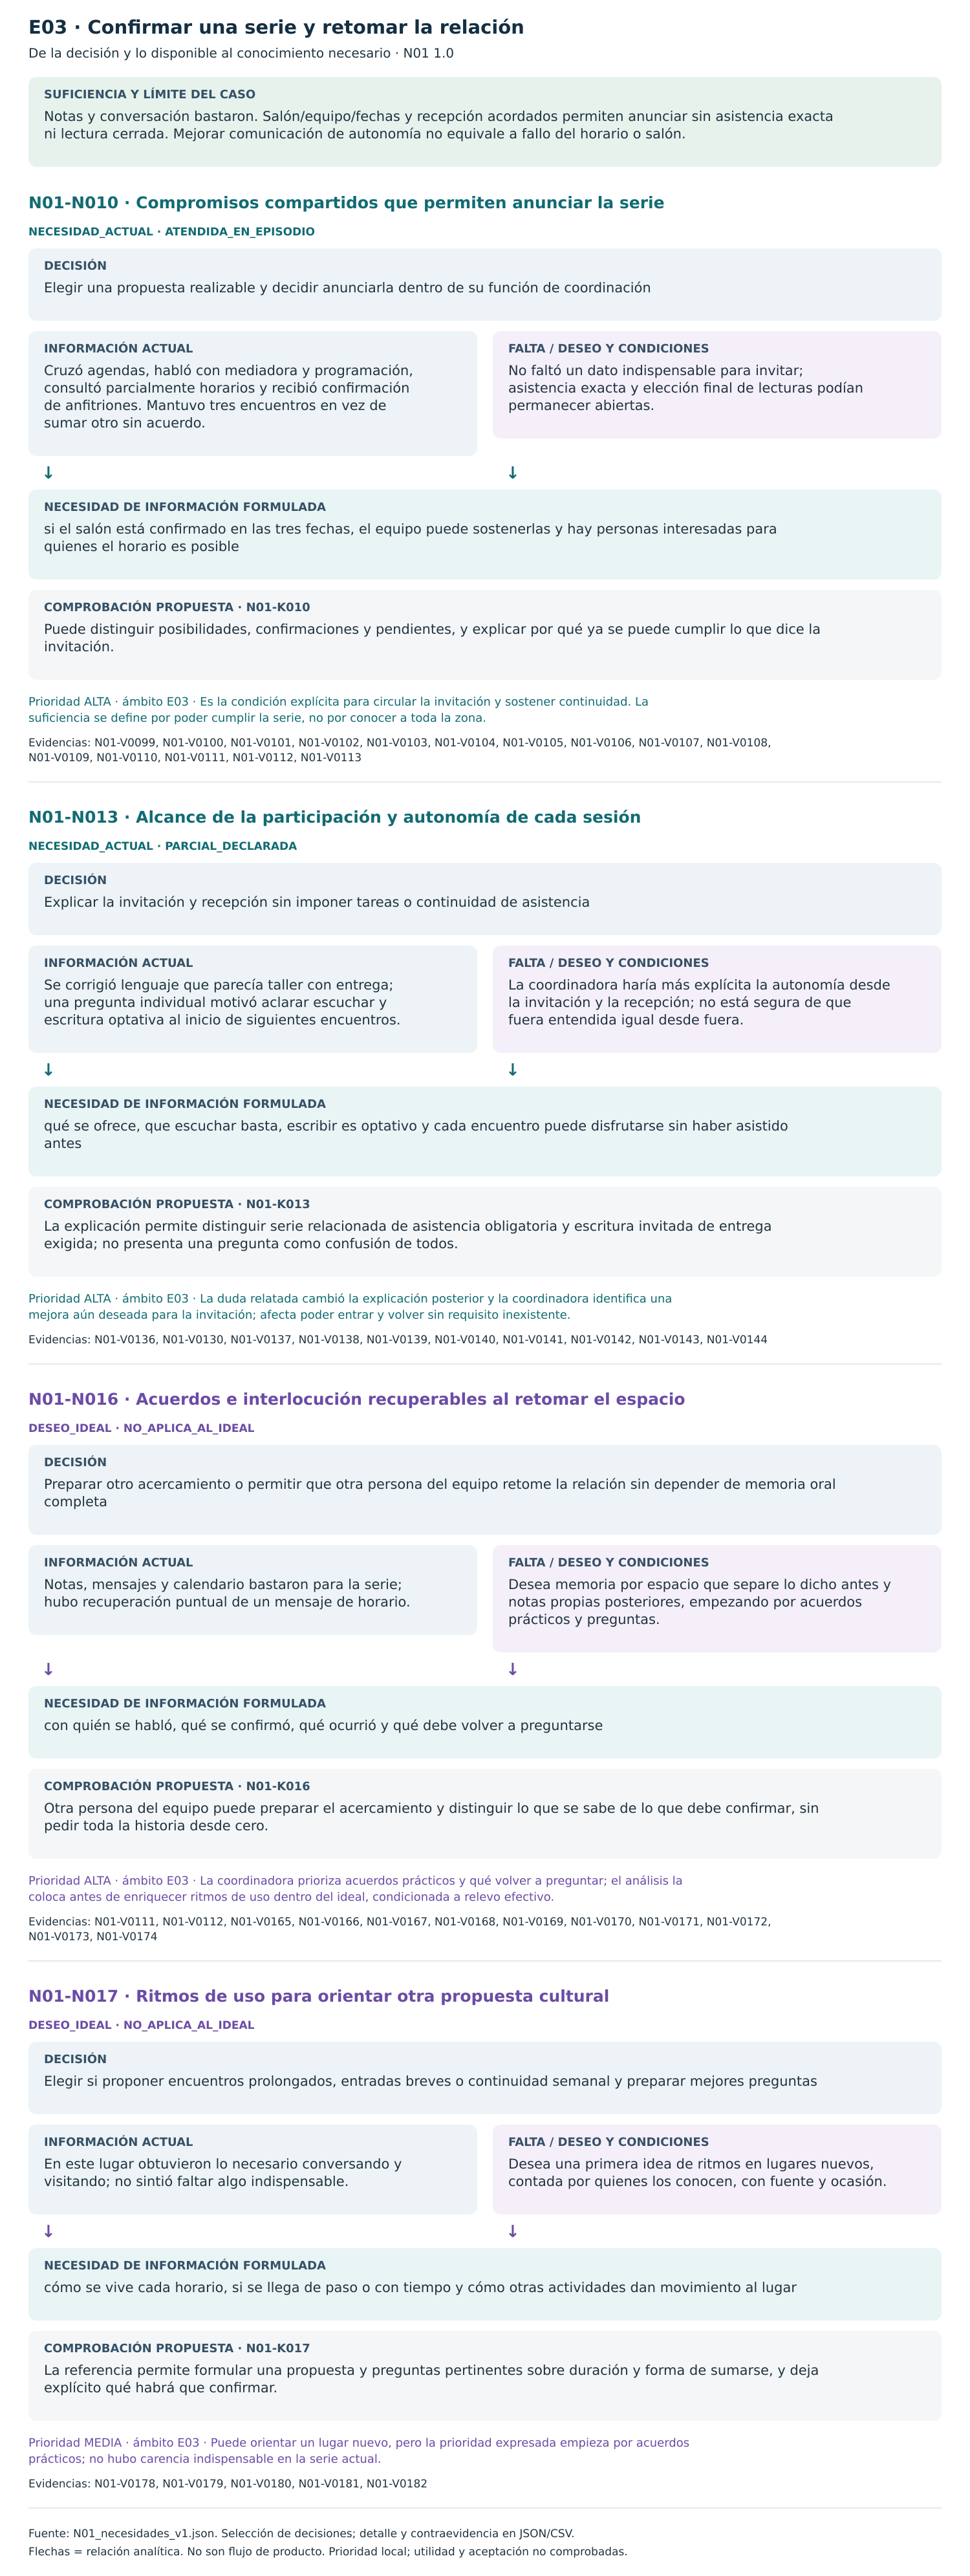 E03 · Confirmar una serie y retomar la relación
De la decisión y lo disponible al conocimiento necesario · N01 1.0
SUFICIENCIA Y LÍMITE DEL CASO
Notas y conversación bastaron. Salón/equipo/fechas y recepción acordados permiten anunciar sin asistencia exacta
ni lectura cerrada. Mejorar comunicación de autonomía no equivale a fallo del horario o salón.
N01-N010 · Compromisos compartidos que permiten anunciar la serie
NECESIDAD_ACTUAL · ATENDIDA_EN_EPISODIO
DECISIÓN
Elegir una propuesta realizable y decidir anunciarla dentro de su función de coordinación
INFORMACIÓN ACTUAL
Cruzó agendas, habló con mediadora y programación,
consultó parcialmente horarios y recibió confirmación
de anfitriones. Mantuvo tres encuentros en vez de
sumar otro sin acuerdo.
FALTA / DESEO Y CONDICIONES
No faltó un dato indispensable para invitar;
asistencia exacta y elección final de lecturas podían
permanecer abiertas.
↓ ↓
NECESIDAD DE INFORMACIÓN FORMULADA
si el salón está confirmado en las tres fechas, el equipo puede sostenerlas y hay personas interesadas para
quienes el horario es posible
COMPROBACIÓN PROPUESTA · N01-K010
Puede distinguir posibilidades, confirmaciones y pendientes, y explicar por qué ya se puede cumplir lo que dice la
invitación.
Prioridad ALTA · ámbito E03 · Es la condición explícita para circular la invitación y sostener continuidad. La
suficiencia se define por poder cumplir la serie, no por conocer a toda la zona.
Evidencias: N01-V0099, N01-V0100, N01-V0101, N01-V0102, N01-V0103, N01-V0104, N01-V0105, N01-V0106, N01-V0107, N01-V0108,
N01-V0109, N01-V0110, N01-V0111, N01-V0112, N01-V0113
N01-N013 · Alcance de la participación y autonomía de cada sesión
NECESIDAD_ACTUAL · PARCIAL_DECLARADA
DECISIÓN
Explicar la invitación y recepción sin imponer tareas o continuidad de asistencia
INFORMACIÓN ACTUAL
Se corrigió lenguaje que parecía taller con entrega;
una pregunta individual motivó aclarar escuchar y
escritura optativa al inicio de siguientes encuentros.
FALTA / DESEO Y CONDICIONES
La coordinadora haría más explícita la autonomía desde
la invitación y la recepción; no está segura de que
fuera entendida igual desde fuera.
↓ ↓
NECESIDAD DE INFORMACIÓN FORMULADA
qué se ofrece, que escuchar basta, escribir es optativo y cada encuentro puede disfrutarse sin haber asistido
antes
COMPROBACIÓN PROPUESTA · N01-K013
La explicación permite distinguir serie relacionada de asistencia obligatoria y escritura invitada de entrega
exigida; no presenta una pregunta como confusión de todos.
Prioridad ALTA · ámbito E03 · La duda relatada cambió la explicación posterior y la coordinadora identifica una
mejora aún deseada para la invitación; afecta poder entrar y volver sin requisito inexistente.
Evidencias: N01-V0136, N01-V0130, N01-V0137, N01-V0138, N01-V0139, N01-V0140, N01-V0141, N01-V0142, N01-V0143, N01-V0144
N01-N016 · Acuerdos e interlocución recuperables al retomar el espacio
DESEO_IDEAL · NO_APLICA_AL_IDEAL
DECISIÓN
Preparar otro acercamiento o permitir que otra persona del equipo retome la relación sin depender de memoria oral
completa
INFORMACIÓN ACTUAL
Notas, mensajes y calendario bastaron para la serie;
hubo recuperación puntual de un mensaje de horario.
FALTA / DESEO Y CONDICIONES
Desea memoria por espacio que separe lo dicho antes y
notas propias posteriores, empezando por acuerdos
prácticos y preguntas.
↓ ↓
NECESIDAD DE INFORMACIÓN FORMULADA
con quién se habló, qué se confirmó, qué ocurrió y qué debe volver a preguntarse
COMPROBACIÓN PROPUESTA · N01-K016
Otra persona del equipo puede preparar el acercamiento y distinguir lo que se sabe de lo que debe confirmar, sin
pedir toda la historia desde cero.
Prioridad ALTA · ámbito E03 · La coordinadora prioriza acuerdos prácticos y qué volver a preguntar; el análisis la
coloca antes de enriquecer ritmos de uso dentro del ideal, condicionada a relevo efectivo.
Evidencias: N01-V0111, N01-V0112, N01-V0165, N01-V0166, N01-V0167, N01-V0168, N01-V0169, N01-V0170, N01-V0171, N01-V0172,
N01-V0173, N01-V0174
N01-N017 · Ritmos de uso para orientar otra propuesta cultural
DESEO_IDEAL · NO_APLICA_AL_IDEAL
DECISIÓN
Elegir si proponer encuentros prolongados, entradas breves o continuidad semanal y preparar mejores preguntas
INFORMACIÓN ACTUAL
En este lugar obtuvieron lo necesario conversando y
visitando; no sintió faltar algo indispensable.
FALTA / DESEO Y CONDICIONES
Desea una primera idea de ritmos en lugares nuevos,
contada por quienes los conocen, con fuente y ocasión.
↓ ↓
NECESIDAD DE INFORMACIÓN FORMULADA
cómo se vive cada horario, si se llega de paso o con tiempo y cómo otras actividades dan movimiento al lugar
COMPROBACIÓN PROPUESTA · N01-K017
La referencia permite formular una propuesta y preguntas pertinentes sobre duración y forma de sumarse, y deja
explícito qué habrá que confirmar.
Prioridad MEDIA · ámbito E03 · Puede orientar un lugar nuevo, pero la prioridad expresada empieza por acuerdos
prácticos; no hubo carencia indispensable en la serie actual.
Evidencias: N01-V0178, N01-V0179, N01-V0180, N01-V0181, N01-V0182
Fuente: N01_necesidades_v1.json. Selección de decisiones; detalle y contraevidencia en JSON/CSV.
Flechas = relación analítica. No son flujo de producto. Prioridad local; utilidad y aceptación no comprobadas.